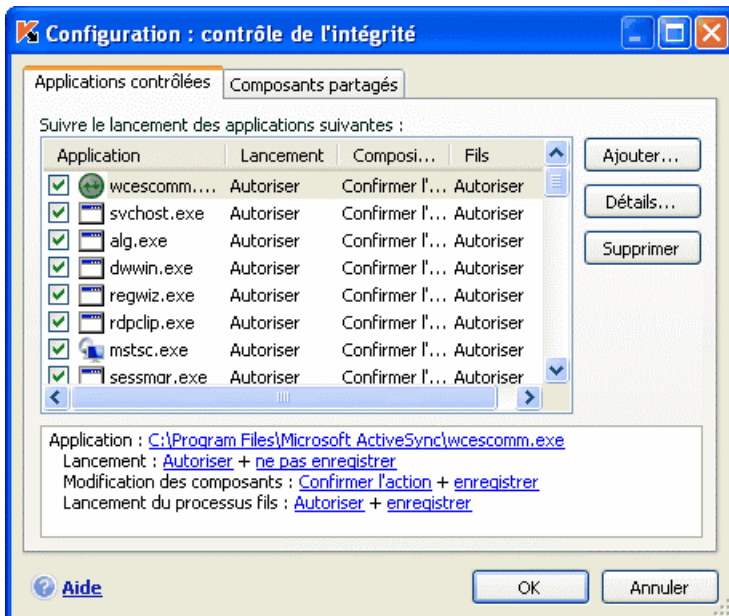 Configuration : contrôle de l'intégrité
Applications contrôlées Composants partagés
Suivre le lancement des applications suivantes :
Application Lancement Composi... Fils
Ajouter...
wcescomm.... Autoriser Confirmer l'... Autoriser
svchost.exe Autoriser Confirmer l'... Autoriser
Détails...
alg.exe Autoriser Confirmer l'... Autoriser
Supprimer
dwwin.exe Autoriser Confirmer l'... Autoriser
regwiz.exe Autoriser Confirmer l'... Autoriser
rdpclip.exe Autoriser Confirmer l'... Autoriser
mstsc.exe Autoriser Confirmer l'... Autoriser
sessmgr.exe Autoriser Confirmer l'... Autoriser
Application : C:\Program Files\Microsoft ActiveSync\wcescomm.exe
Lancement : Autoriser + ne pas enregistrer
Modification des composants : Confirmer l'action + enregistrer
Lancement du processus fils : Autoriser + enregistrer
Aide
OK
Annuler